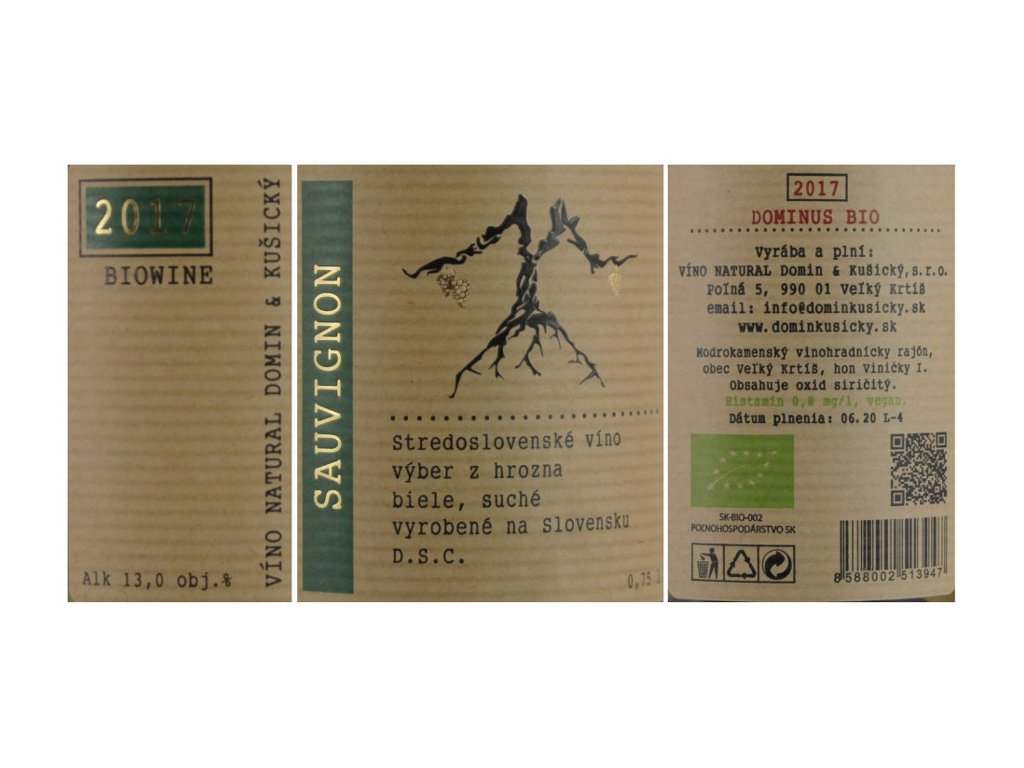 2017
BIOWINE
VÍNO NATURAL DOMIN & KUŠICKÝ
Alk 13,0 obj.%
SAUVIGNON
Stredoslovenské víno
výber z hrozna
biele, suché
vyrobené na Slovensku
D.S.C.
0,75 l
2017
DOMINUS BIO
Vyrába a plní:
VÍNO NATURAL Domin & Kušický,s.r.o.
Poľná 5, 990 01 Veľký Krtíš
email: info@dominkusicky.sk
www.dominkusicky.sk
Modrokamenský vinohradnícky rajón,
obec Veľký Krtíš, hon Viničky I.
Obsahuje oxid siričitý.
Histamín 0,8 mg/l, vegan.
Dátum plnenia: 06.20 L-4
SK-BIO-002
POĽNOHOSPODÁRSTVO SK
8 588002 513947